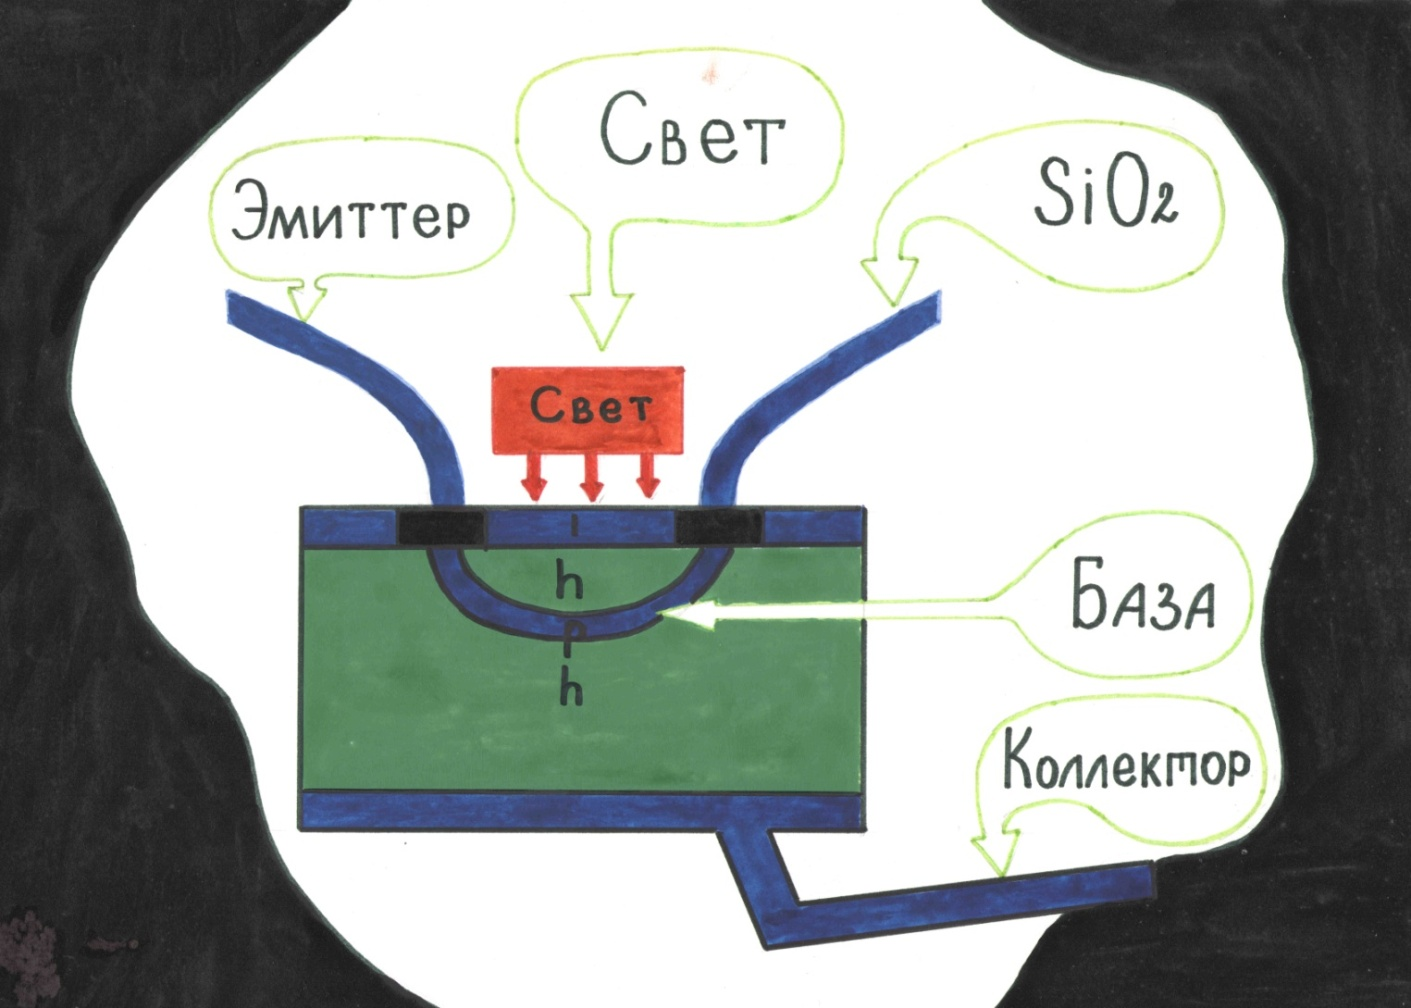 Свет
Эмиттер
SiO2
Свет
h
p
h
База
Коллектор